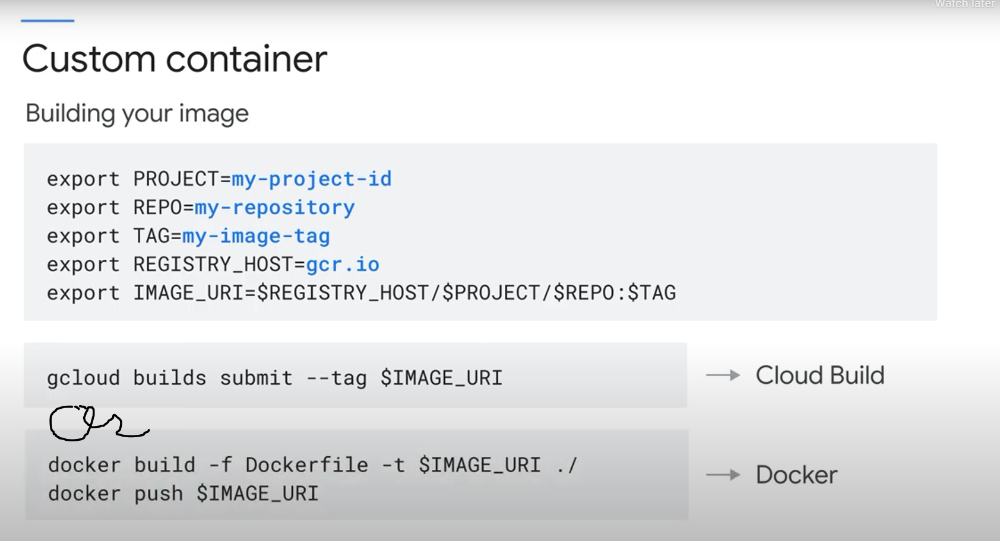 Watch later
Custom container
Building your image
export PROJECT=my-project-id
export REPO=my-repository
export TAG=my-image-tag
export REGISTRY_HOST=gcr.io
export IMAGE_URI=$REGISTRY_HOST/$PROJECT/$REPO:$TAG
gcloud builds submit --tag $IMAGE_URI
Cloud Build
docker build -f Dockerfile -t $IMAGE_URI ./
docker push $IMAGE_URI
Docker